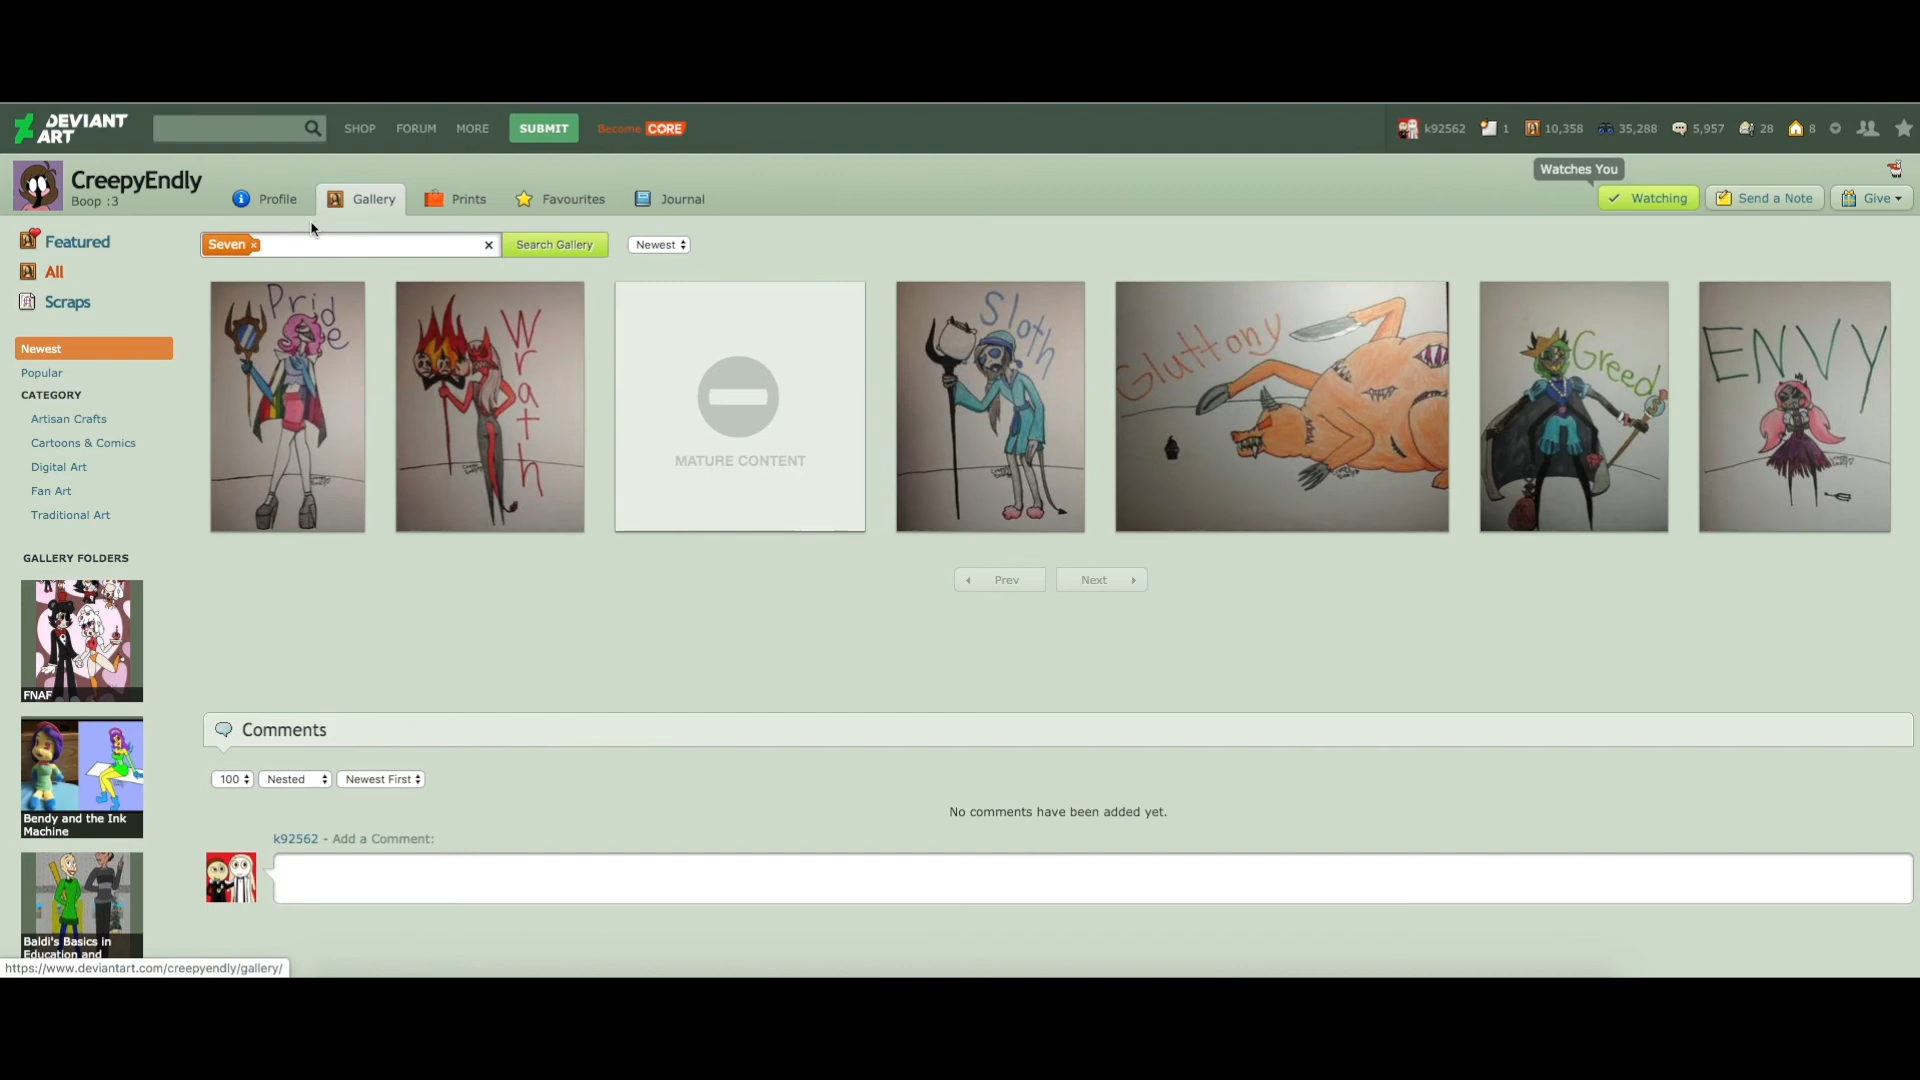 DEVIANT ART
SHOP
FORUM
MORE
SUBMIT
Become CORE
k92562
1
10,358
35,288
5,957
28
8
CreepyEndly
Boop :3
Profile
Gallery
Prints
Favourites
Journal
Watches You
Watching
Send a Note
Give
Featured
All
Scraps
Seven ×
Search Gallery
Newest
Newest
Popular
CATEGORY
Artisan Crafts
Cartoons & Comics
Digital Art
Fan Art
Traditional Art
Pride
Wrath
MATURE CONTENT
Sloth
Gluttony
Greed
ENVY
Prev
Next
GALLERY FOLDERS
FNAF
Bendy and the Ink
Machine
Baldi's Basics in
Education and
Comments
100
Nested
Newest First
No comments have been added yet.
k92562 - Add a Comment:
https://www.deviantart.com/creepyendly/gallery/